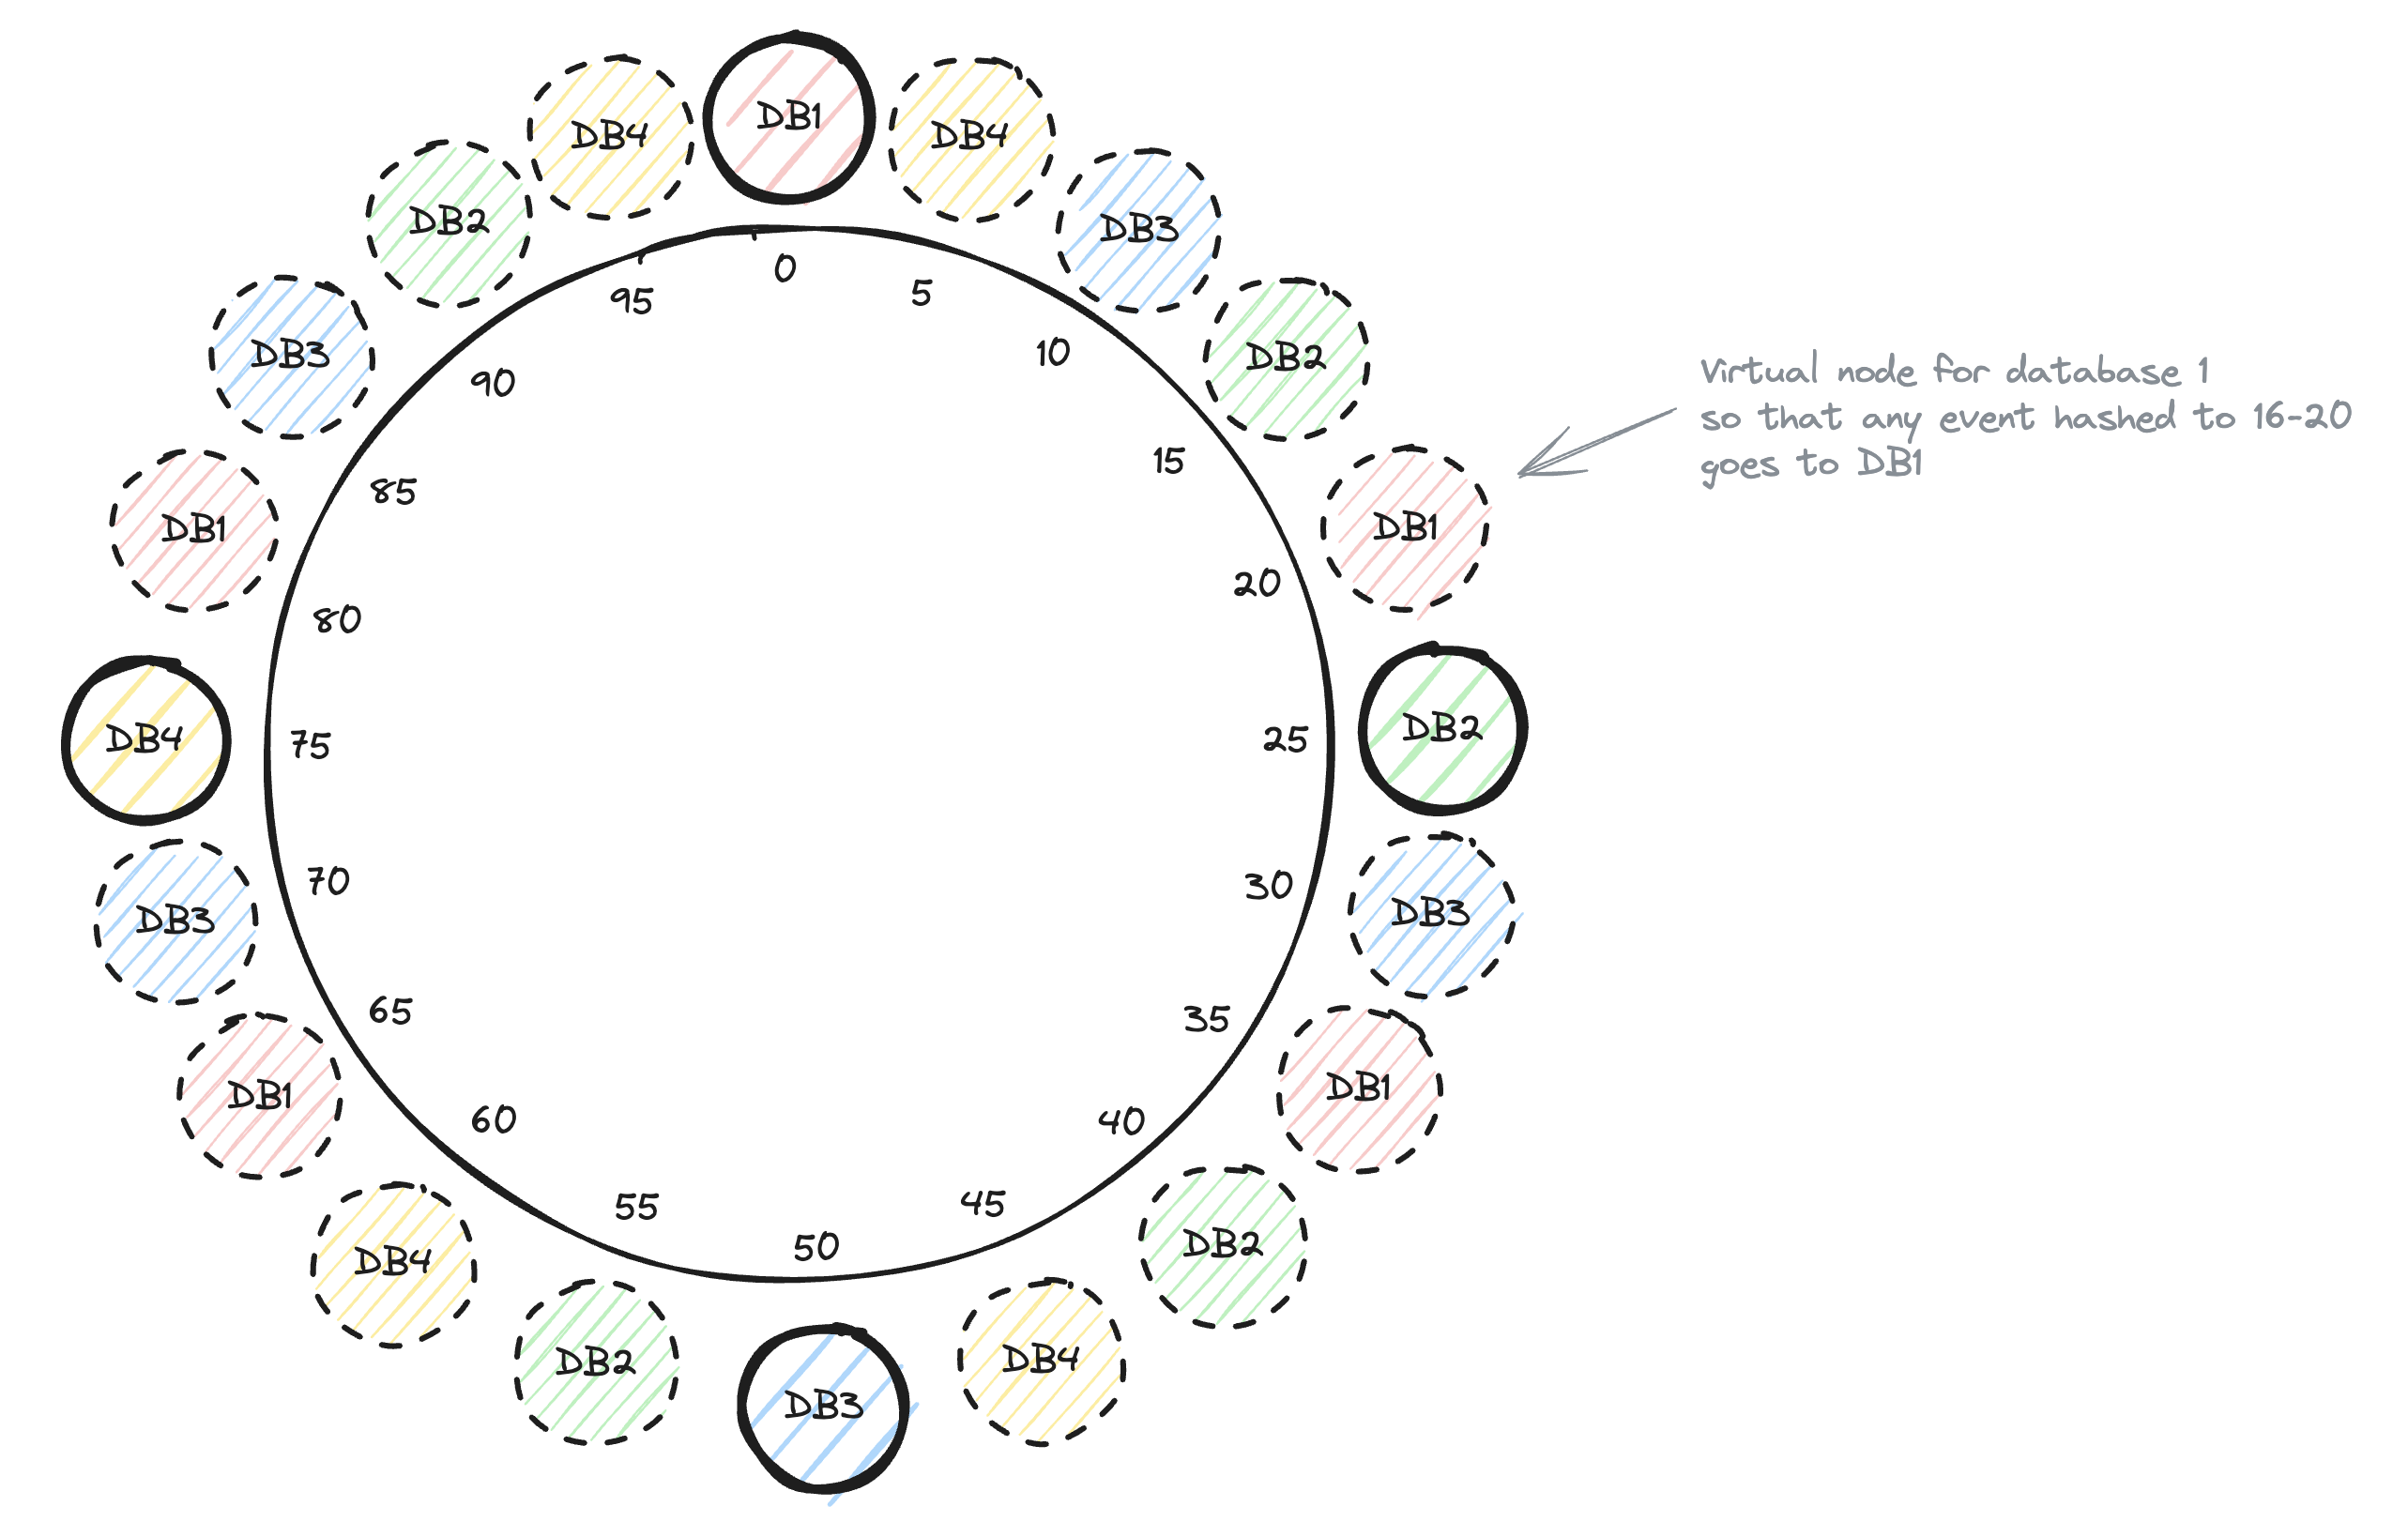 DB1
DB4
DB3
DB2
DB1
DB2
DB3
DB1
DB2
DB4
DB3
DB2
DB4
DB1
DB3
DB4
DB1
DB3
DB2
DB4
0
5
10
15
20
25
30
35
40
45
50
55
60
65
70
75
80
85
90
95
Virtual node for database 1
so that any event hashed to 16-20
goes to DB1